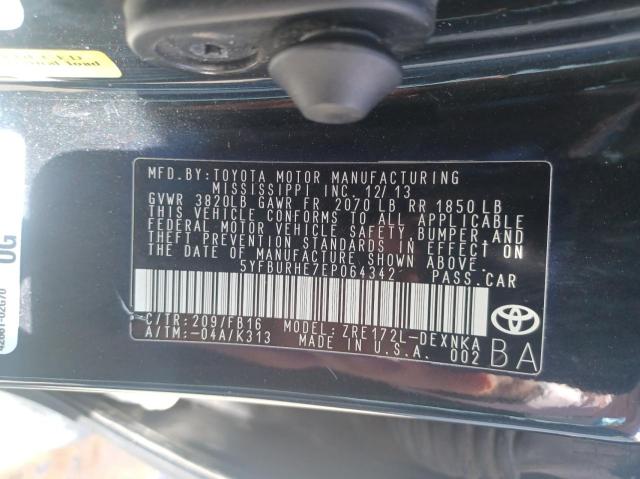 MFD.BY:TOYOTA MOTOR MANUFACTURING
MISSISSIPPI INC. 12/13
GVWR 3820LB GAWR FR 2070 LB RR 1850 LB
THIS VEHICLE CONFORMS TO ALL APPLICABLE
FEDERAL MOTOR VEHICLE SAFETY, BUMPER AND
THEFT PREVENTION STANDARDS IN EFFECT ON
THE DATE OF MANUFACTURE SHOWN ABOVE.
5YFBURHE7EP064342 PASS.CAR
C/TR:209/FB16 MODEL: ZRE172L-DEXNKA
A/TM:-04A/K313 MADE IN U.S.A. 002
BA
0G